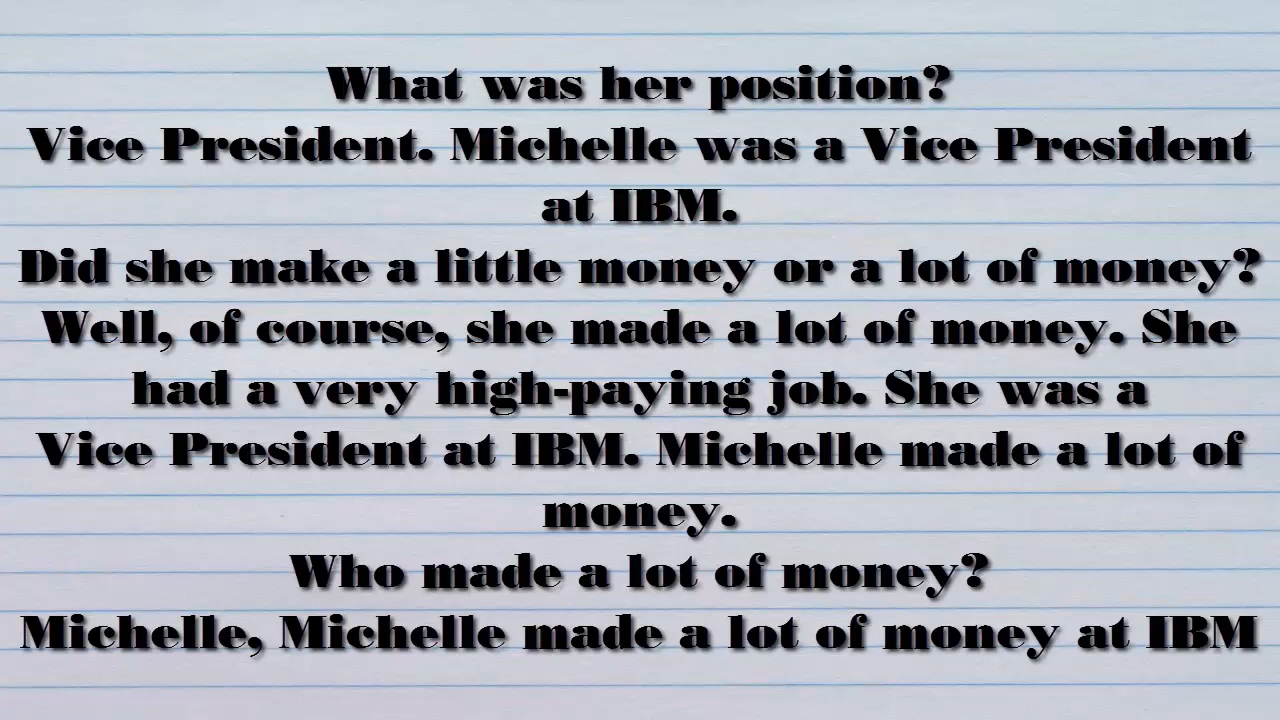 What was her position?
Vice President. Michelle was a Vice President
at IBM.
Did she make a little money or a lot of money?
Well, of course, she made a lot of money. She
had a very high-paying job. She was a
Vice President at IBM. Michelle made a lot of
money.
Who made a lot of money?
Michelle, Michelle made a lot of money at IBM